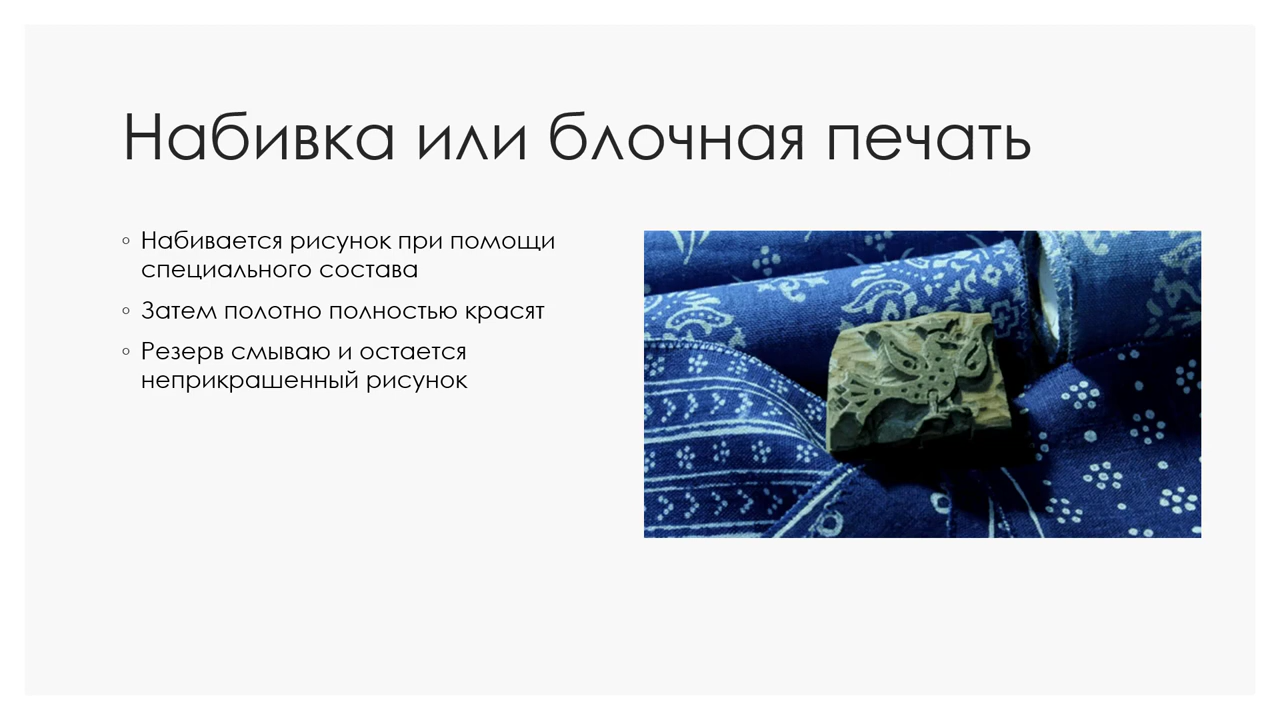 Набивка или блочная печать
◦ Набивается рисунок при помощи
специального состава
◦ Затем полотно полностью красят
◦ Резерв смываю и остается
неприкрашенный рисунок